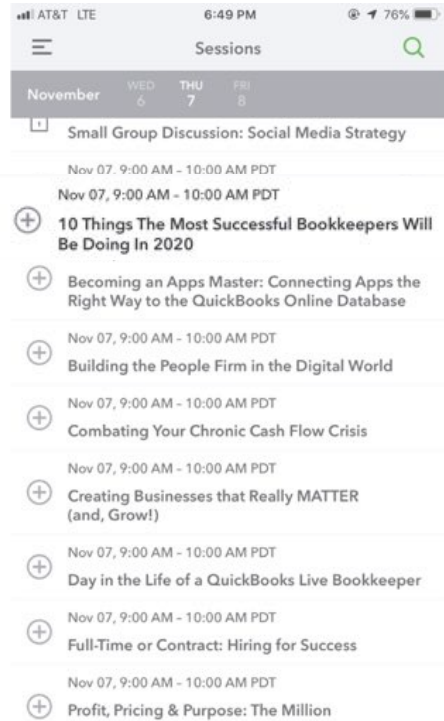 AT&T LTE 6:49 PM 76%
Sessions
November WED 6 THU 7 FRI 8
Small Group Discussion: Social Media Strategy
Nov 07, 9:00 AM – 10:00 AM PDT
Nov 07, 9:00 AM – 10:00 AM PDT
10 Things The Most Successful Bookkeepers Will
Be Doing In 2020
Becoming an Apps Master: Connecting Apps the
Right Way to the QuickBooks Online Database
Nov 07, 9:00 AM – 10:00 AM PDT
Building the People Firm in the Digital World
Nov 07, 9:00 AM – 10:00 AM PDT
Combating Your Chronic Cash Flow Crisis
Nov 07, 9:00 AM – 10:00 AM PDT
Creating Businesses that Really MATTER
(and, Grow!)
Nov 07, 9:00 AM – 10:00 AM PDT
Day in the Life of a QuickBooks Live Bookkeeper
Nov 07, 9:00 AM – 10:00 AM PDT
Full-Time or Contract: Hiring for Success
Nov 07, 9:00 AM – 10:00 AM PDT
Profit, Pricing & Purpose: The Million